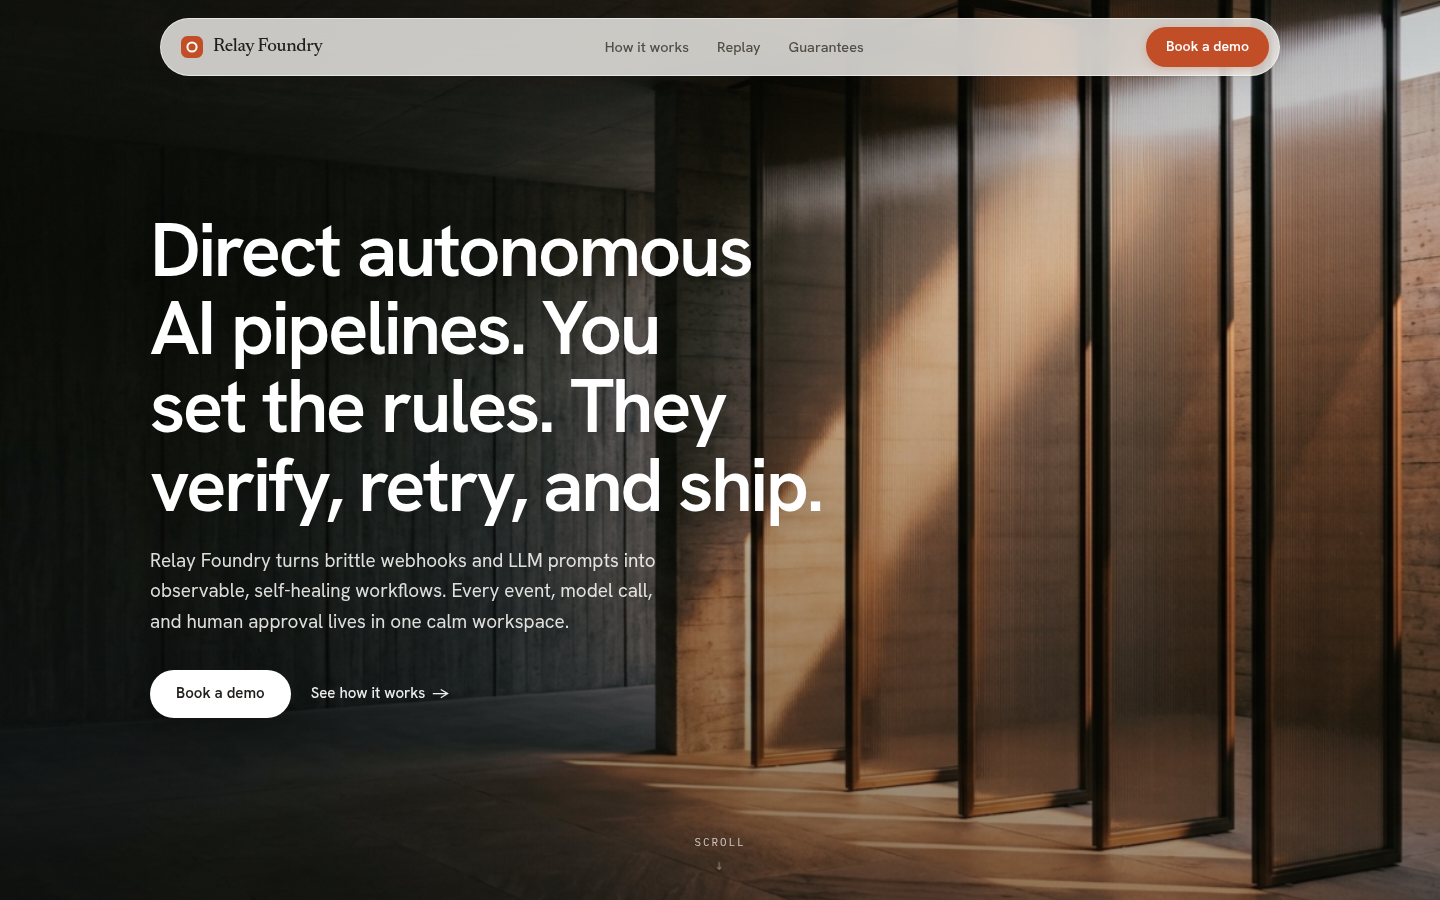 Relay Foundry
How it works
Replay
Guarantees
Book a demo
Direct autonomous
AI pipelines. You
set the rules. They
verify, retry, and ship.
Relay Foundry turns brittle webhooks and LLM prompts into
observable, self-healing workflows. Every event, model call,
and human approval lives in one calm workspace.
Book a demo
See how it works →
SCROLL
↓